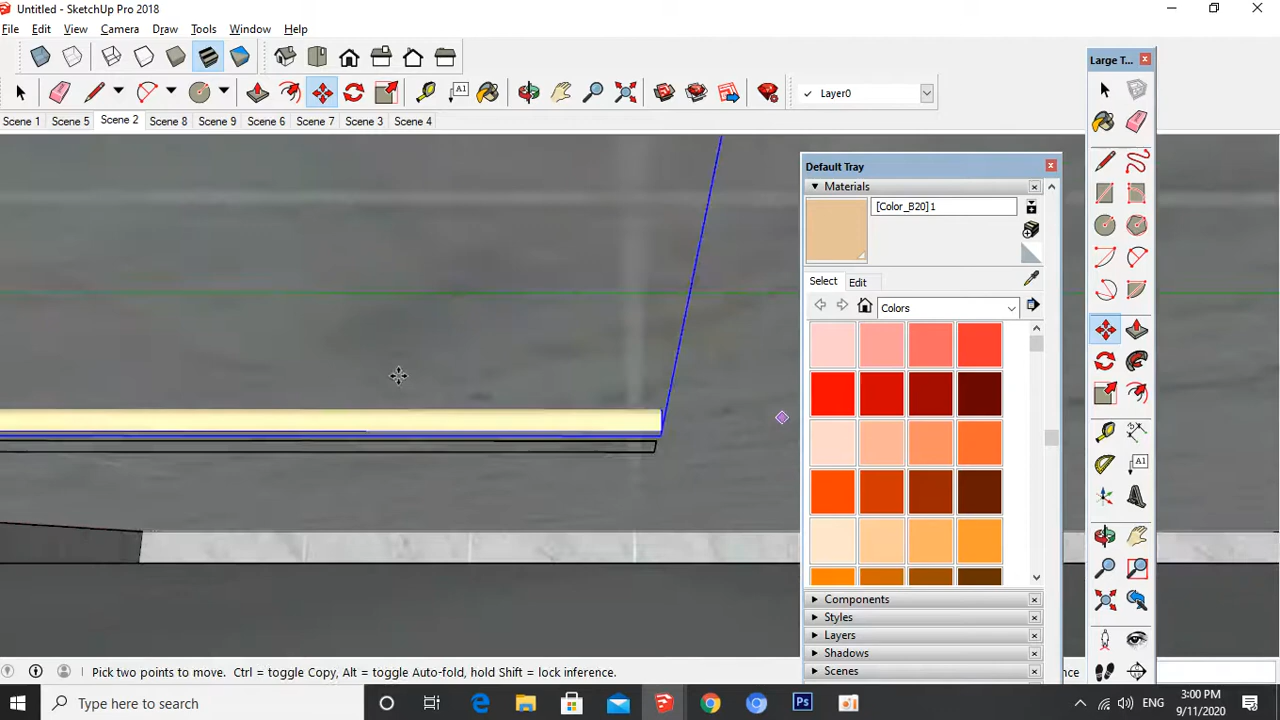 Untitled - SketchUp Pro 2018
File Edit View Camera Draw Tools Window Help
A1
Layer0
Scene 1 Scene 5 Scene 2 Scene 8 Scene 9 Scene 6 Scene 7 Scene 3 Scene 4
Default Tray
Materials
[Color_B20]1
Select Edit
Colors
Components
Styles
Layers
Shadows
Scenes
Large T...
A1
Pick two points to move. Ctrl = toggle Copy, Alt = toggle Auto-fold, hold Shift = lock inference.
Type here to search
Ps
ENG
3:00 PM
9/11/2020